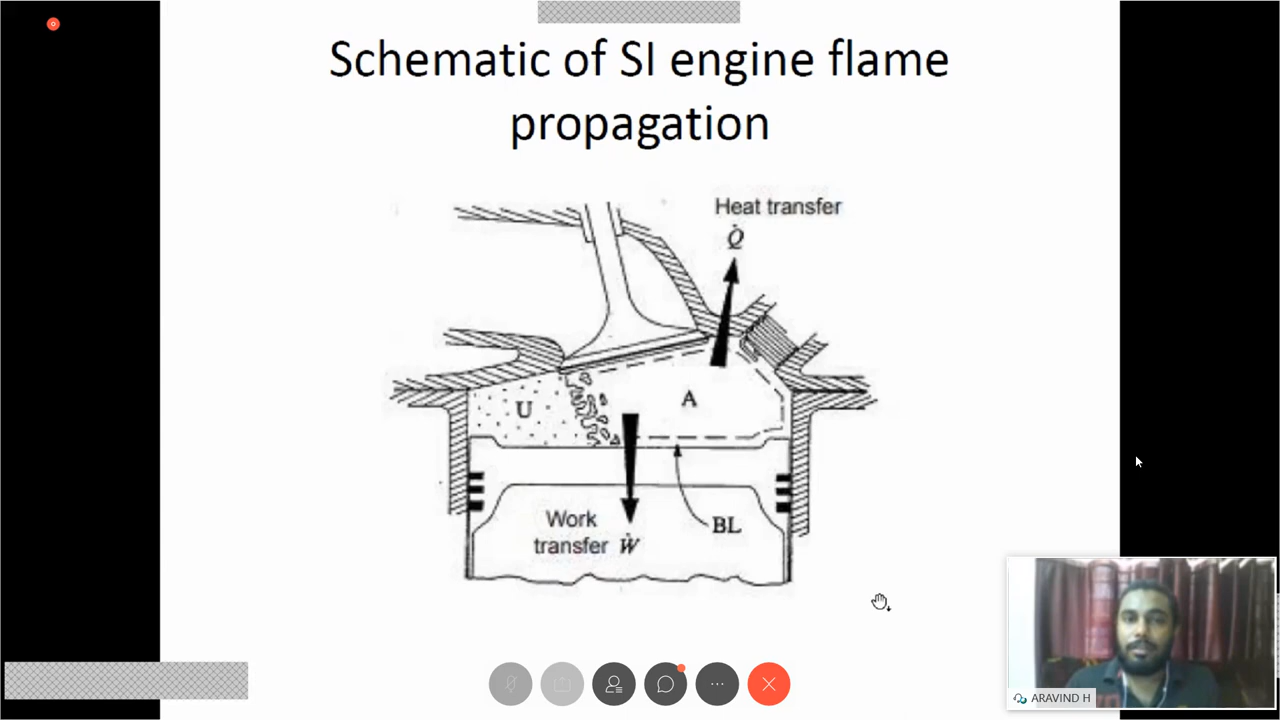 Schematic of SI engine flame
propagation
Heat transfer
Q̇
U
A
Work
transfer Ẇ
BL
ARAVIND H